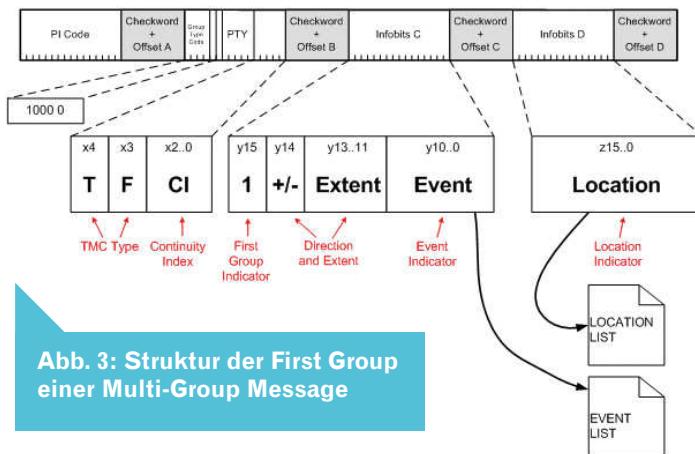 PI Code
Checkword
+
Offset A
Group
Type
Code
PTY
Checkword
+
Offset B
Infobits C
Checkword
+
Offset C
Infobits D
Checkword
+
Offset D
1000 0
x4
x3
x2..0
T
F
CI
y15
y14
y13..11
y10..0
1
+/-
Extent
Event
z15..0
Location
TMC Type
Continuity
Index
First
Group
Indicator
Direction
and Extent
Event
Indicator
Location
Indicator
LOCATION
LIST
EVENT
LIST
Abb. 3: Struktur der First Group
einer Multi-Group Message